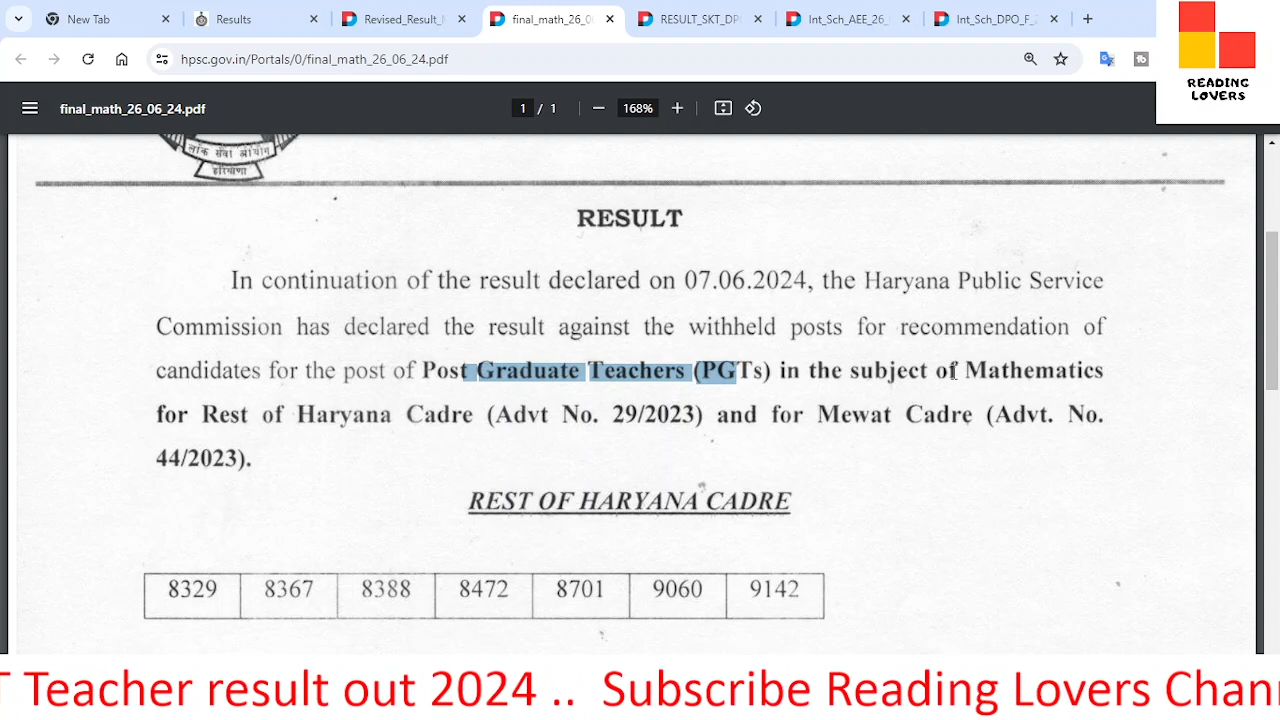 New Tab
Results
Revised_Result_
final_math_26_0
RESULT_SKT_DP
Int_Sch_AEE_26_
Int_Sch_DPO_F_2
hpsc.gov.in/Portals/0/final_math_26_06_24.pdf
READING
LOVERS
final_math_26_06_24.pdf
1 / 1
168%
लोक सेवा आयोग
हरियाणा
RESULT
In continuation of the result declared on 07.06.2024, the Haryana Public Service
Commission has declared the result against the withheld posts for recommendation of
candidates for the post of Post Graduate Teachers (PGTs) in the subject of Mathematics
for Rest of Haryana Cadre (Advt No. 29/2023) and for Mewat Cadre (Advt. No.
44/2023).
REST OF HARYANA CADRE
8329 8367 8388 8472 8701 9060 9142
T Teacher result out 2024 .. Subscribe Reading Lovers Chan